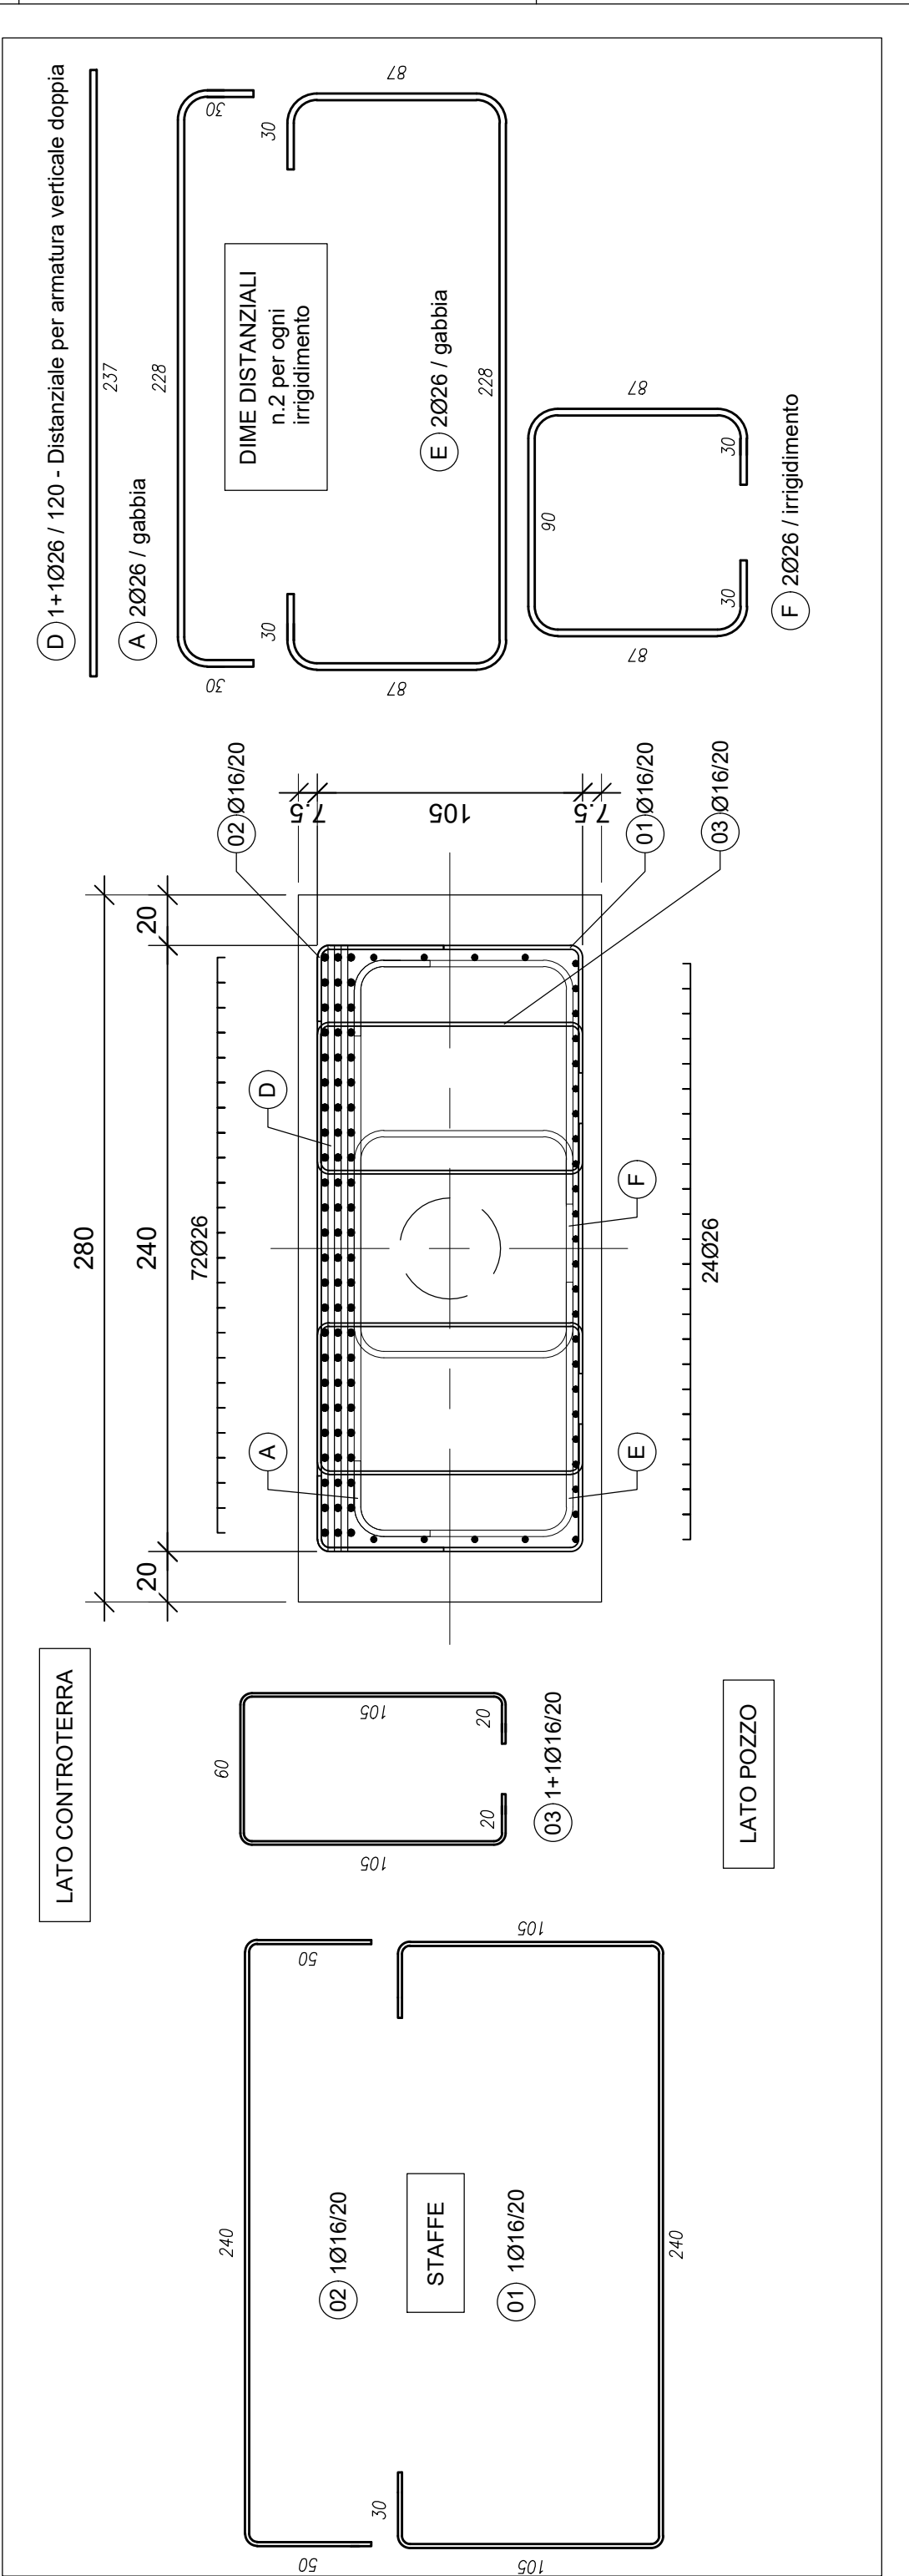 LATO CONTROTERRA
LATO POZZO
240
50
50
02 1Ø16/20
STAFFE
01 1Ø16/20
30
105
105
240
60
105
105
20
20
03 1+1Ø16/20
280
20
240
20
72Ø26
A
D
E
F
24Ø26
02 Ø16/20
7.5
105
7.5
01 Ø16/20
03 Ø16/20
D 1+1Ø26 / 120 - Distanziale per armatura verticale doppia
237
A 2Ø26 / gabbia
228
30
30
DIME DISTANZIALI
n.2 per ogni
irrigidimento
30
30
87
87
E 2Ø26 / gabbia
228
90
87
87
30
30
F 2Ø26 / irrigidimento